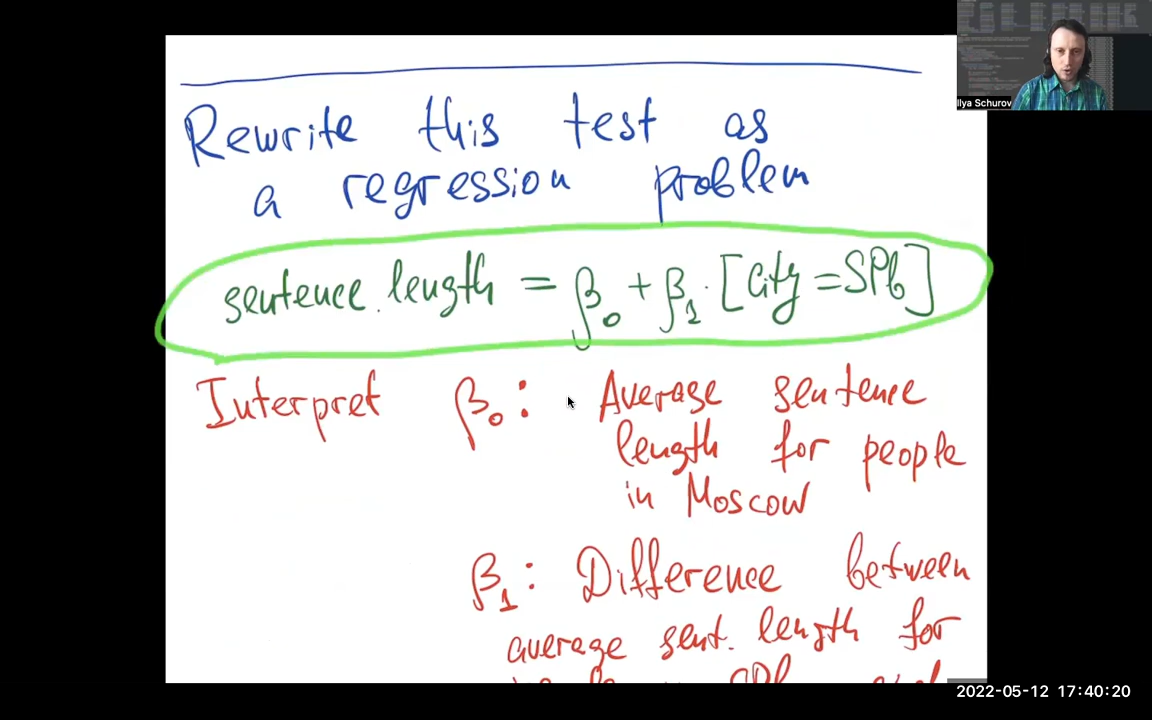 Ilya Schurov
Rewrite this test as
a regression problem
sentence.length = β₀ + β₁ · [City = SPb]
Interpret β₀: Average sentence
length for people
in Moscow
β₁: Difference between
average sent. length for
2022-05-12 17:40:20